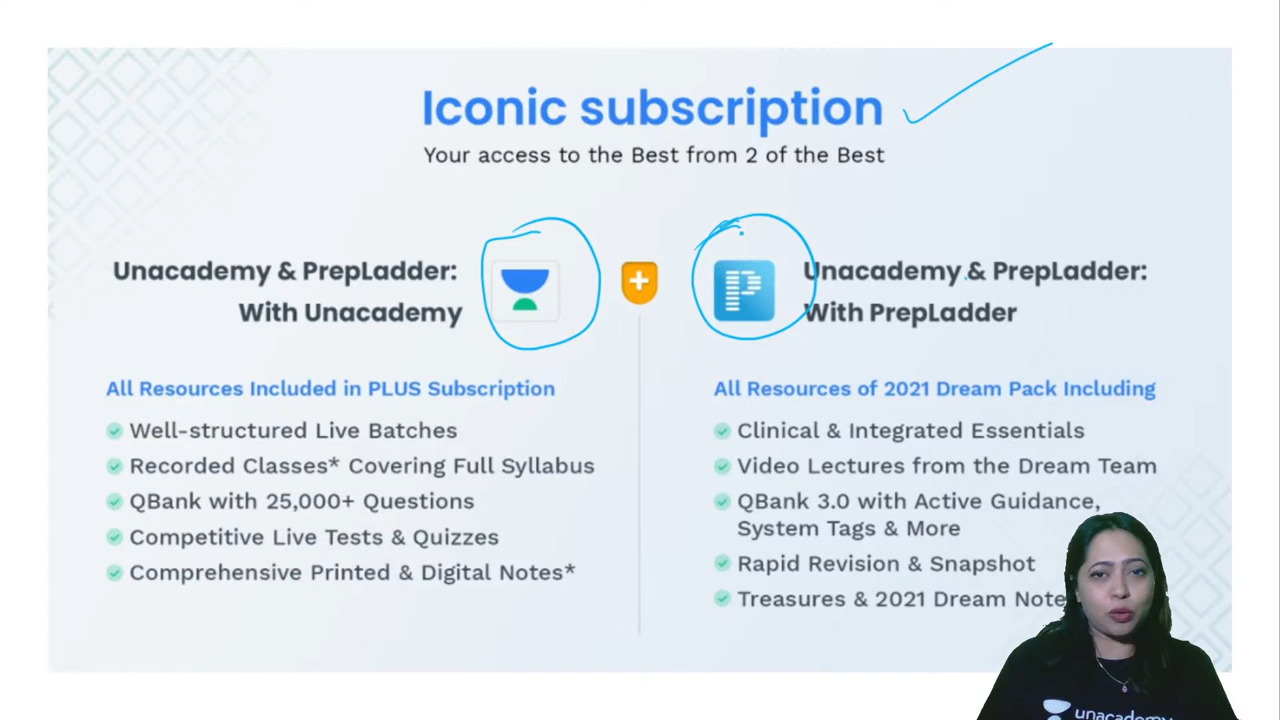 Iconic subscription
Your access to the Best from 2 of the Best
Unacademy & PrepLadder:
With Unacademy
All Resources Included in PLUS Subscription
Well-structured Live Batches
Recorded Classes* Covering Full Syllabus
QBank with 25,000+ Questions
Competitive Live Tests & Quizzes
Comprehensive Printed & Digital Notes*
Unacademy & PrepLadder:
With PrepLadder
All Resources of 2021 Dream Pack Including
Clinical & Integrated Essentials
Video Lectures from the Dream Team
QBank 3.0 with Active Guidance,
System Tags & More
Rapid Revision & Snapshot
Treasures & 2021 Dream Note
unacademy